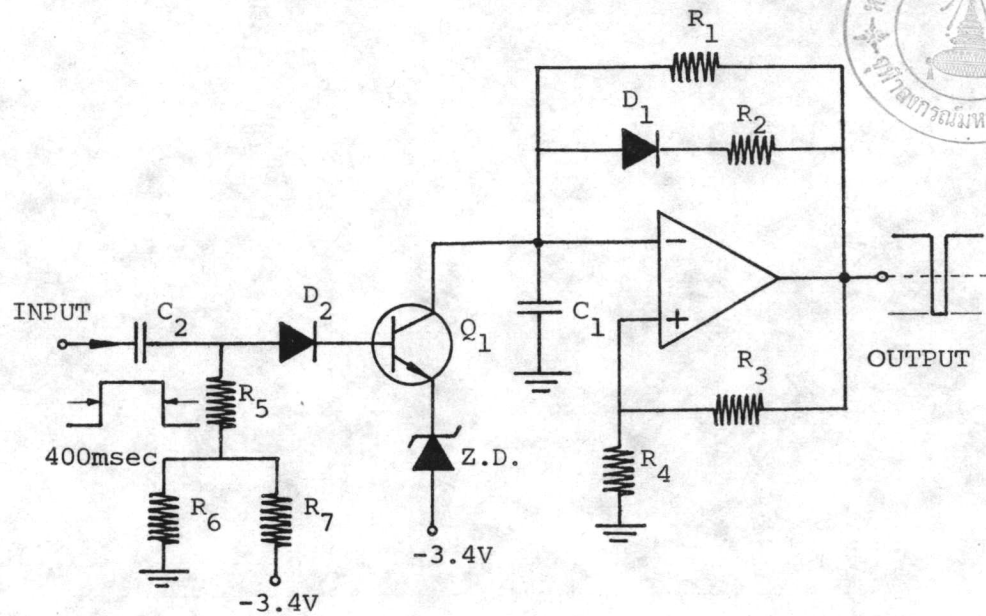 R1
D1
R2
INPUT
C2
D2
Q1
C1
−
+
OUTPUT
R5
R3
400msec
Z.D.
R4
R6
R7
-3.4V
-3.4V